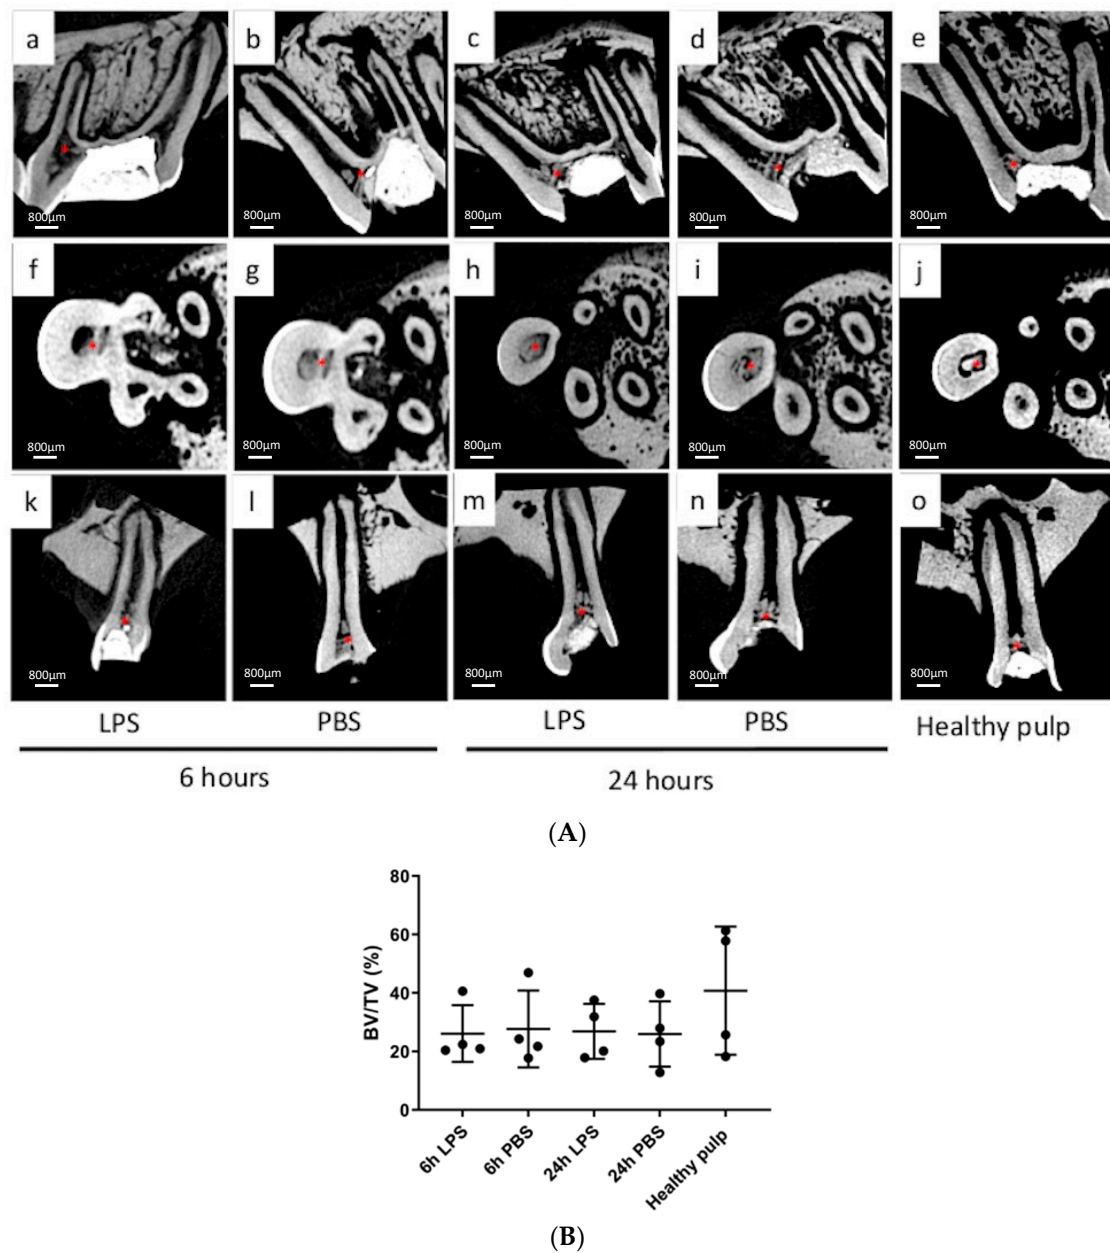 a b c d e
800µm 800µm 800µm 800µm 800µm
f g h i j
800µm 800µm 800µm 800µm 800µm
k l m n o
800µm 800µm 800µm 800µm 800µm
LPS PBS LPS PBS Healthy pulp
6 hours 24 hours
(A)
80
60
40
20
0
BV/TV (%)
6h LPS
6h PBS
24h LPS
24h PBS
Healthy pulp
(B)